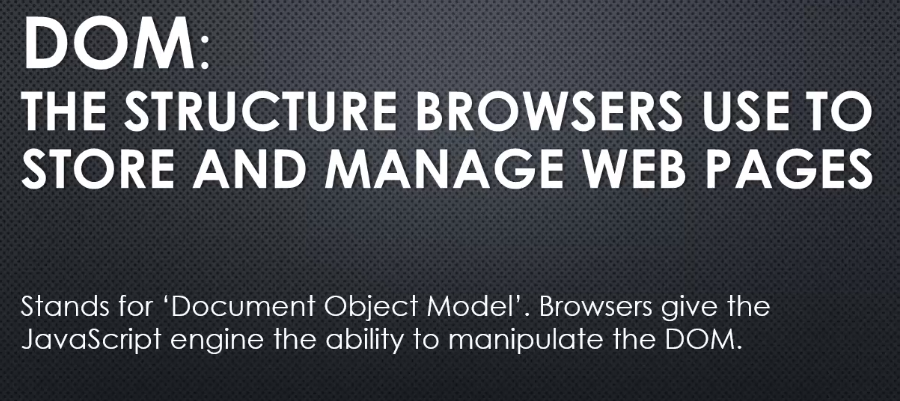 DOM:
THE STRUCTURE BROWSERS USE TO
STORE AND MANAGE WEB PAGES
Stands for ‘Document Object Model’. Browsers give the
JavaScript engine the ability to manipulate the DOM.